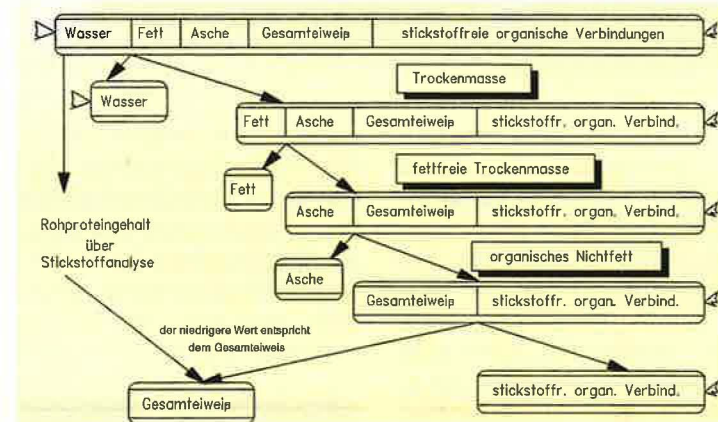 Wasser Fett Asche Gesamteiweiß stickstoffreie organische Verbindungen
Wasser
Trockenmasse
Fett Asche Gesamteiweiß stickstoffr. organ. Verbind.
Fett
fettfreie Trockenmasse
Asche Gesamteiweiß stickstoffr. organ. Verbind.
Rohproteingehalt
über
Stickstoffanalyse
Asche
organisches Nichtfett
Gesamteiweiß stickstoffr. organ. Verbind.
der niedrigere Wert entspricht
dem Gesamteiweis
Gesamteiweiß
stickstoffr. organ. Verbind.